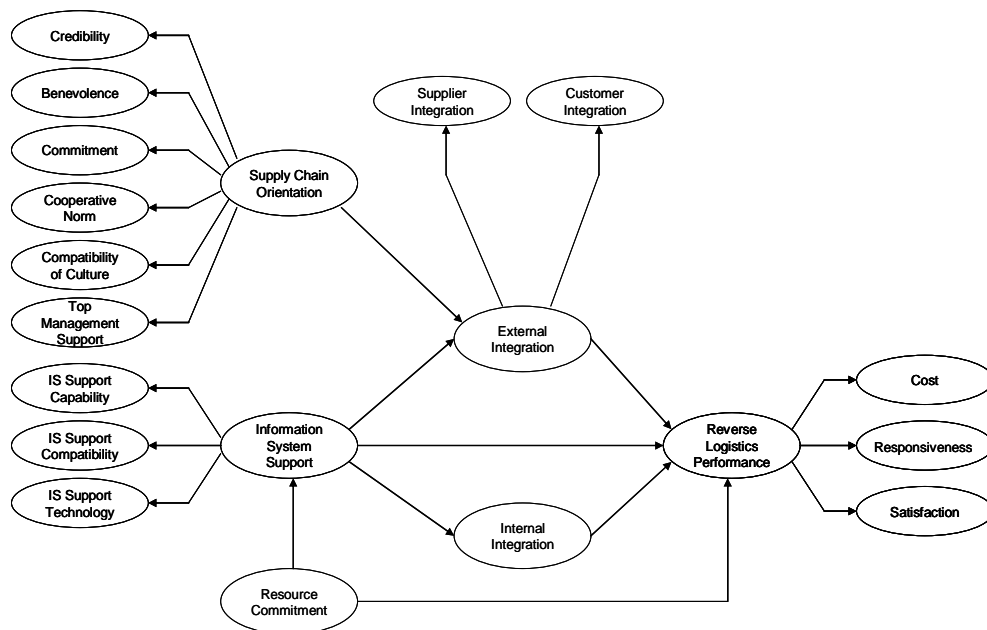 Credibility
Benevolence
Commitment
Cooperative
Norm
Compatibility
of Culture
Top
Management
Support
Supply Chain
Orientation
Supplier
Integration
Customer
Integration
External
Integration
IS Support
Capability
IS Support
Compatibility
IS Support
Technology
Information
System
Support
Internal
Integration
Resource
Commitment
Reverse
Logistics
Performance
Cost
Responsiveness
Satisfaction